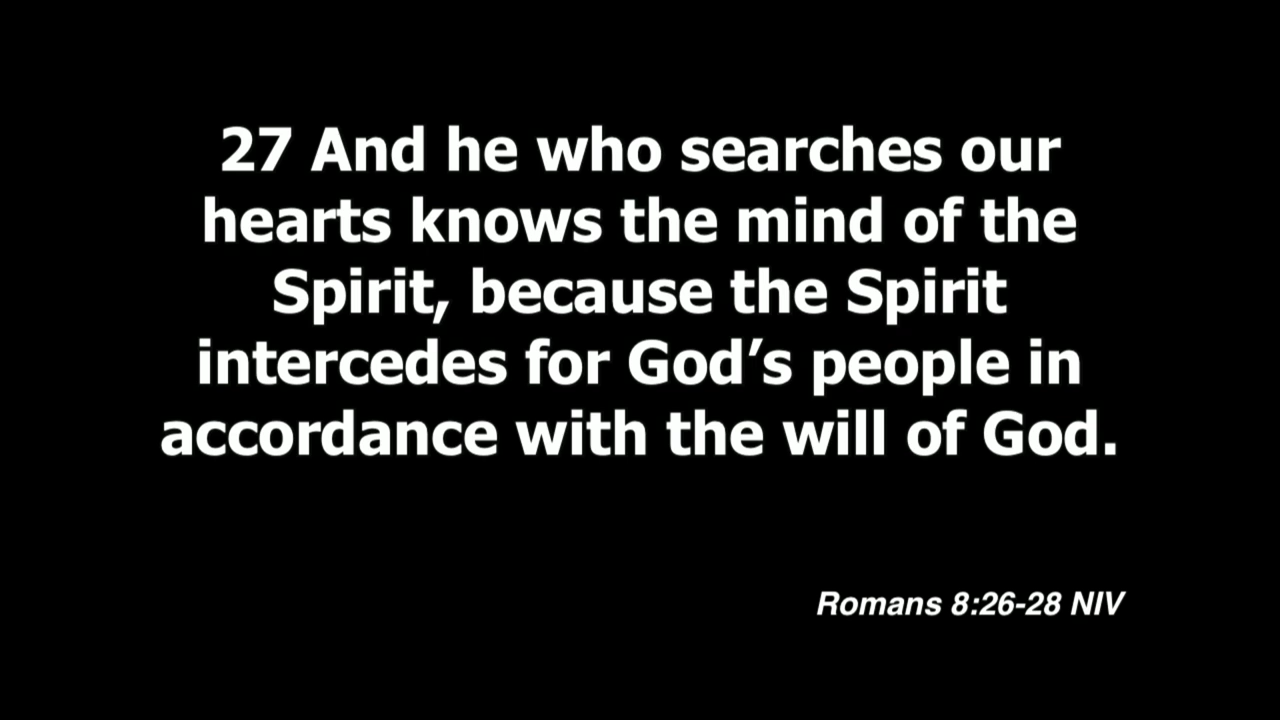 27 And he who searches our
hearts knows the mind of the
Spirit, because the Spirit
intercedes for God’s people in
accordance with the will of God.
Romans 8:26-28 NIV